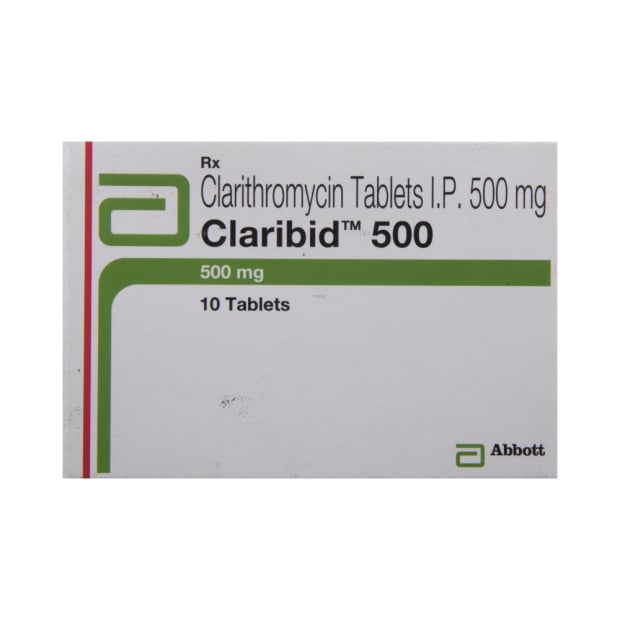 Rx
Clarithromycin Tablets I.P. 500 mg
Claribid™ 500
500 mg
10 Tablets
Abbott